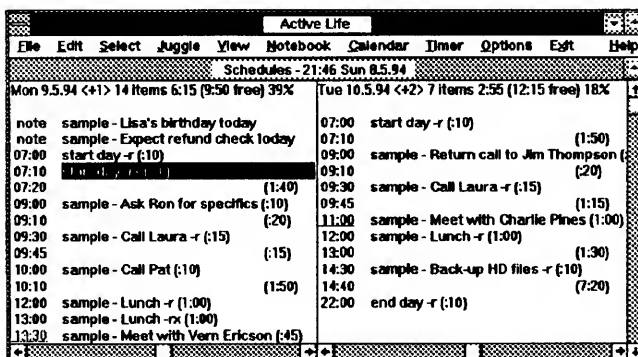 Active Life
File Edit Select Juggle View Notebook Calendar Timer Options Exit Help
Schedules - 21:46 Sun 8.5.94
Mon 9.5.94 <+1> 14 items 6:15 (9:50 free) 39%
note sample - Lisa's birthday today
note sample - Expect refund check today
07:00 start day -r (:10)
07:10
07:20 (1:40)
09:00 sample - Ask Ron for specifics (:10)
09:10 (:20)
09:30 sample - Call Laura -r (:15)
09:45 (:15)
10:00 sample - Call Pat (:10)
10:10 (1:50)
12:00 sample - Lunch -r (1:00)
13:00 sample - Lunch -rx (1:00)
13:30 sample - Meet with Vern Ericson (:45)
Tue 10.5.94 <+2> 7 items 2:55 (12:15 free) 18%
07:00 start day -r (:10)
07:10 (1:50)
09:00 sample - Return call to Jim Thompson (:
09:10 (:20)
09:30 sample - Call Laura -r (:15)
09:45 (1:15)
11:00 sample - Meet with Charlie Pines (1:00)
12:00 sample - Lunch -r (1:00)
13:00 (1:30)
14:30 sample - Back-up HD files -r (:10)
14:40 (7:20)
22:00 end day -r (:10)